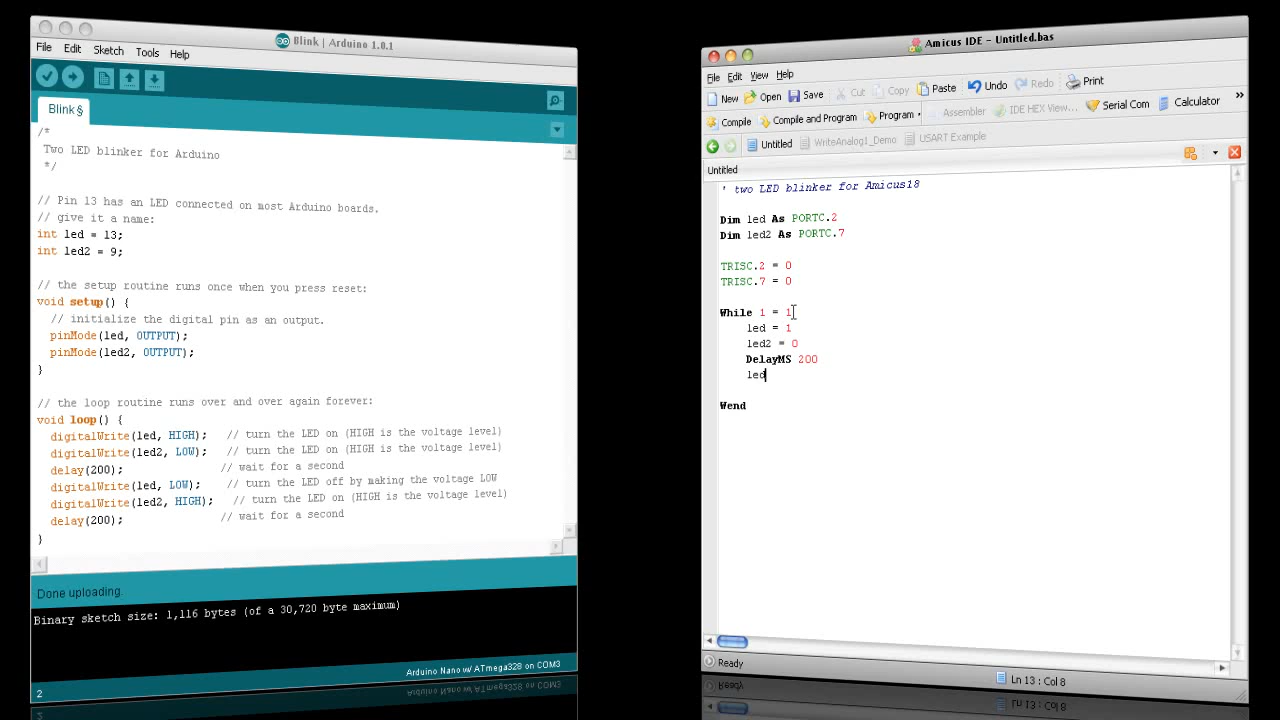 Blink | Arduino 1.0.1
File Edit Sketch Tools Help
Blink §
/*
Two LED blinker for Arduino
*/
// Pin 13 has an LED connected on most Arduino boards.
// give it a name:
int led = 13;
int led2 = 9;
// the setup routine runs once when you press reset:
void setup() {
// initialize the digital pin as an output.
pinMode(led, OUTPUT);
pinMode(led2, OUTPUT);
}
// the loop routine runs over and over again forever:
void loop() {
digitalWrite(led, HIGH); // turn the LED on (HIGH is the voltage level)
digitalWrite(led2, LOW); // turn the LED on (HIGH is the voltage level)
delay(200); // wait for a second
digitalWrite(led, LOW); // turn the LED off by making the voltage LOW
digitalWrite(led2, HIGH); // turn the LED on (HIGH is the voltage level)
delay(200); // wait for a second
}
Done uploading.
Binary sketch size: 1,116 bytes (of a 30,720 byte maximum)
Arduino Nano w/ ATmega328 on COM3
2
Amicus IDE - Untitled.bas
File Edit View Help
New Open Save Cut Copy Paste Undo Redo Print
Compile Compile and Program Program Assembler IDE HEX View... Serial Com Calculator »
Untitled WriteAnalog1_Demo USART Example
Untitled
' two LED blinker for Amicus18
Dim led As PORTC.2
Dim led2 As PORTC.7
TRISC.2 = 0
TRISC.7 = 0
While 1 = 1
led = 1
led2 = 0
DelayMS 200
led
Wend
Ready
Ln 13 : Col 8